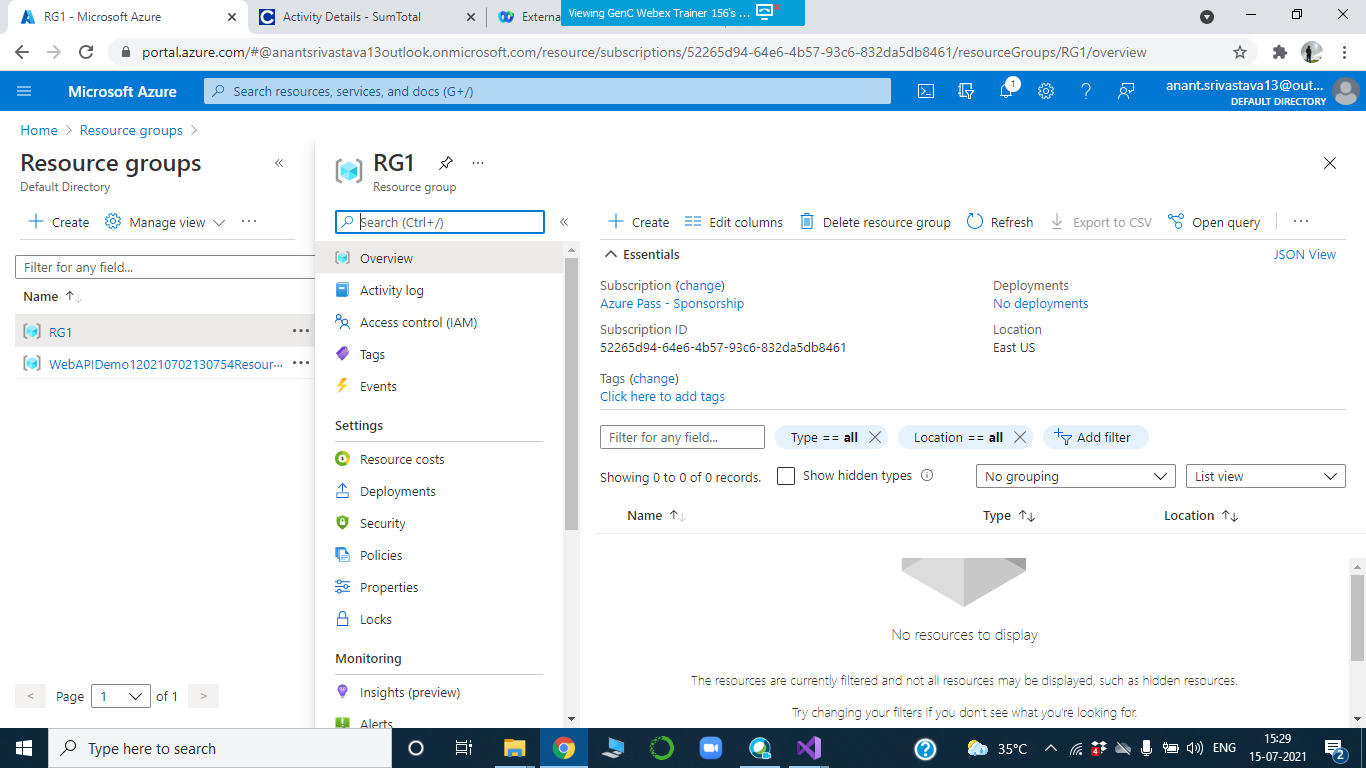 RG1 - Microsoft Azure
Activity Details - SumTotal
Externa
Viewing GenC Webex Trainer 156's ...
portal.azure.com/#@anantsrivastava13outlook.onmicrosoft.com/resource/subscriptions/52265d94-64e6-4b57-93c6-832da5db8461/resourceGroups/RG1/overview
Microsoft Azure
Search resources, services, and docs (G+/)
1
anant.srivastava13@out...
DEFAULT DIRECTORY
Home > Resource groups >
Resource groups
Default Directory
Create
Manage view
Filter for any field...
Name
RG1
WebAPIDemo120210702130754Resour...
< Page 1 of 1 >
RG1
Resource group
Search (Ctrl+/)
Overview
Activity log
Access control (IAM)
Tags
Events
Settings
Resource costs
Deployments
Security
Policies
Properties
Locks
Monitoring
Insights (preview)
Alerts
Create
Edit columns
Delete resource group
Refresh
Export to CSV
Open query
Essentials
JSON View
Subscription (change)
Azure Pass - Sponsorship
Subscription ID
52265d94-64e6-4b57-93c6-832da5db8461
Tags (change)
Click here to add tags
Deployments
No deployments
Location
East US
Filter for any field...
Type == all
Location == all
Add filter
Showing 0 to 0 of 0 records.
Show hidden types
No grouping
List view
Name
Type
Location
No resources to display
The resources are currently filtered and not all resources may be displayed, such as hidden resources.
Try changing your filters if you don't see what you're looking for.
Type here to search
35°C
4
ENG
15:29
15-07-2021
2